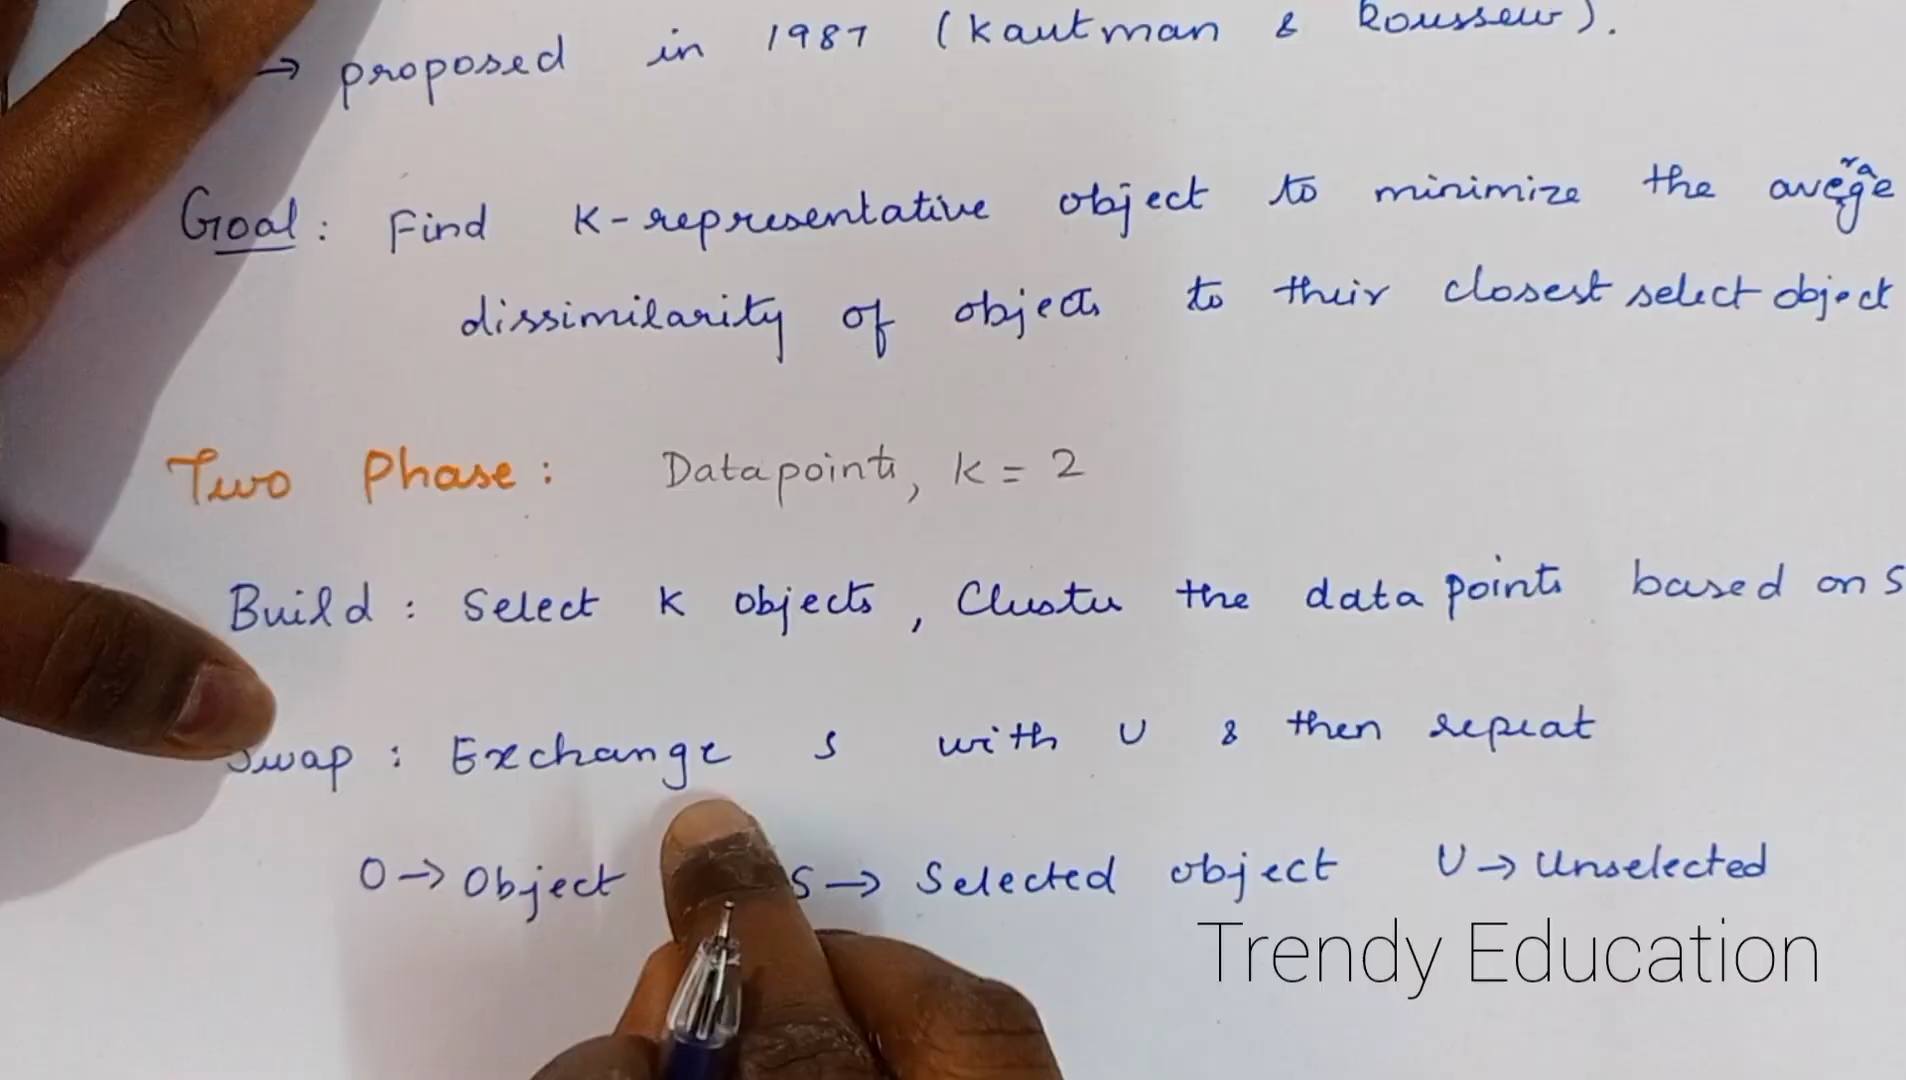 → proposed in 1987 (Kautman & Roussew).
Goal: Find K-representative object to minimize the average
dissimilarity of objects to their closest select object
Two Phase: Datapoints, k = 2
Build: Select K objects, Cluster the data points based on S
Swap: Exchange S with U & then repeat
O→ Object S→ Selected object U→ Unselected
Trendy Education